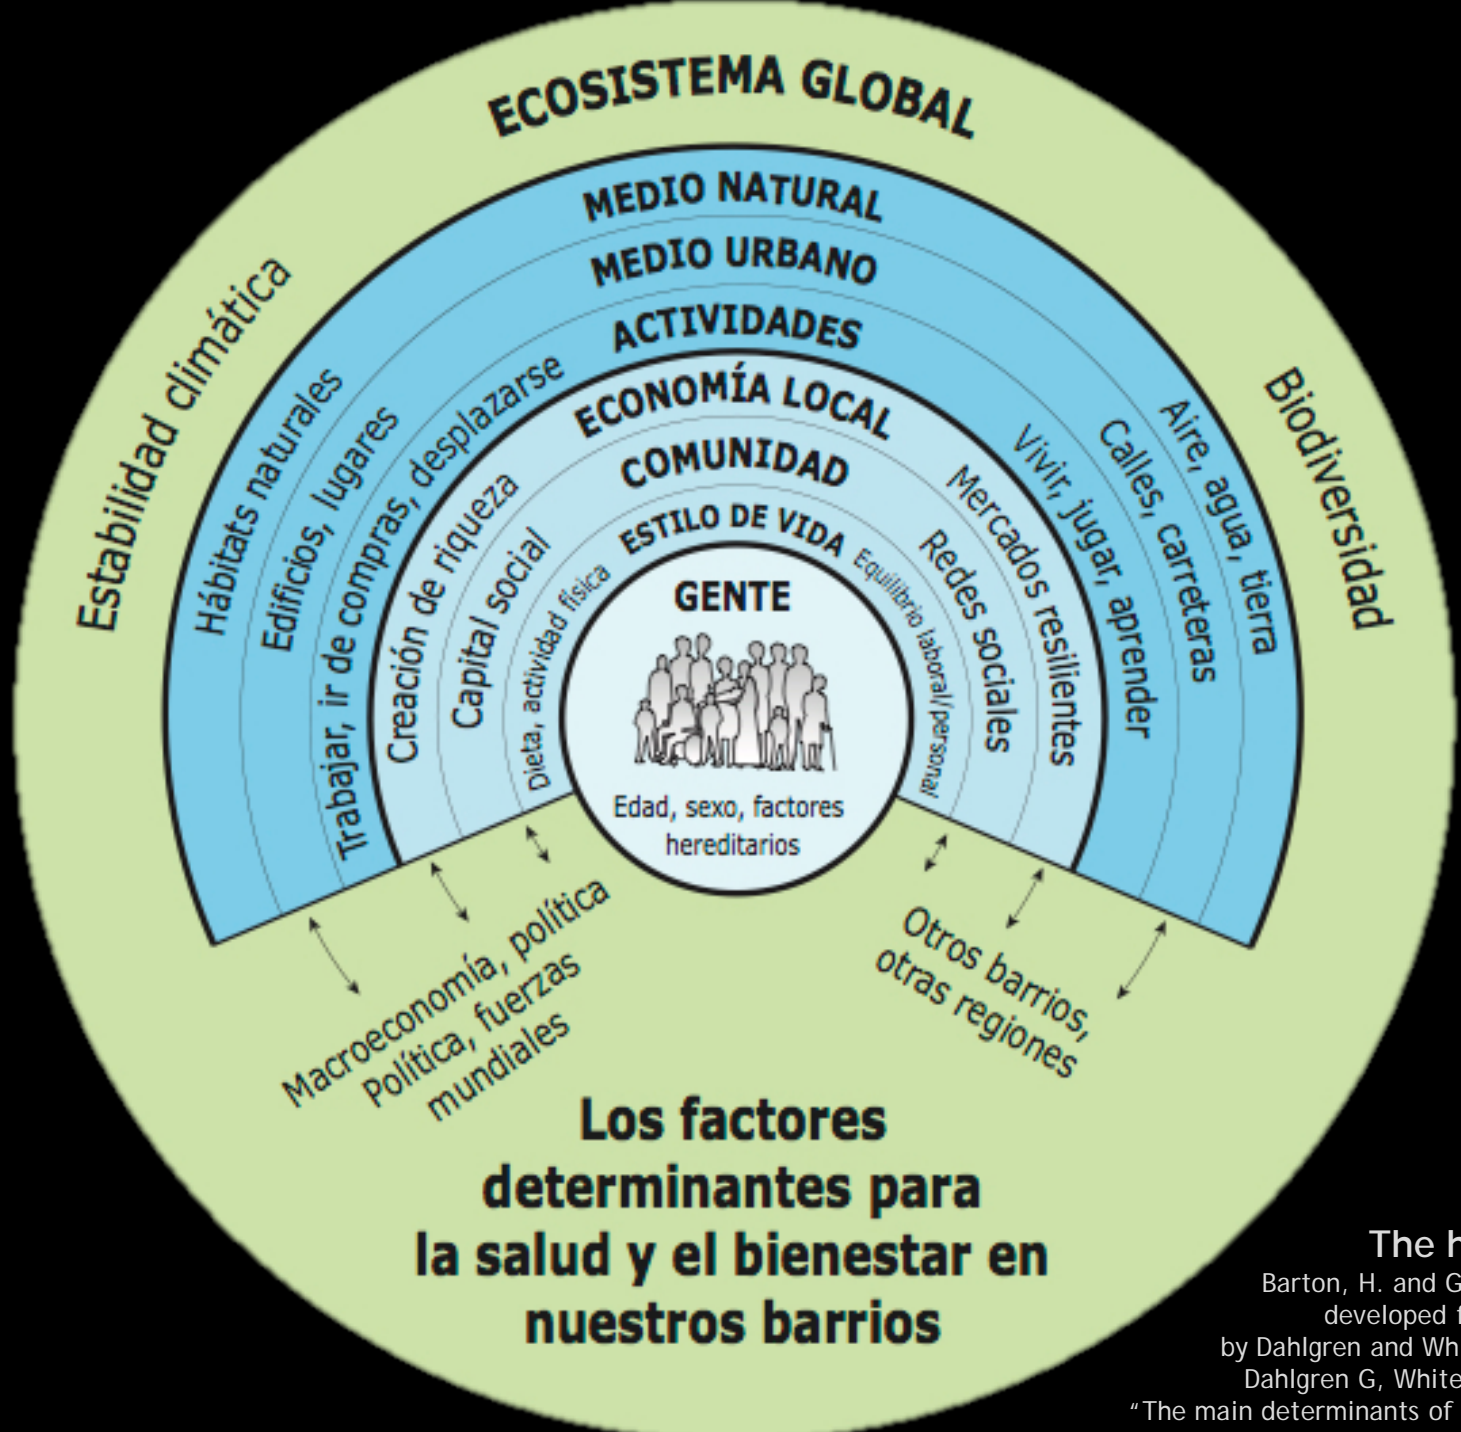 ECOSISTEMA GLOBAL
Estabilidad climática
Biodiversidad
MEDIO NATURAL
Hábitats naturales
Aire, agua, tierra
MEDIO URBANO
Edificios, lugares
Calles, carreteras
ACTIVIDADES
Trabajar, ir de compras, desplazarse
Vivir, jugar, aprender
ECONOMÍA LOCAL
Creación de riqueza
Mercados resilientes
COMUNIDAD
Capital social
Redes sociales
ESTILO DE VIDA
Dieta, actividad física
Equilibrio laboral/personal
GENTE
Edad, sexo, factores
hereditarios
Macroeconomía, política
Política, fuerzas
mundiales
Otros barrios,
otras regiones
Los factores
determinantes para
la salud y el bienestar en
nuestros barrios
The
Barton, H. and
developed
by Dahlgren and
Dahlgren G,
“The main determinants of